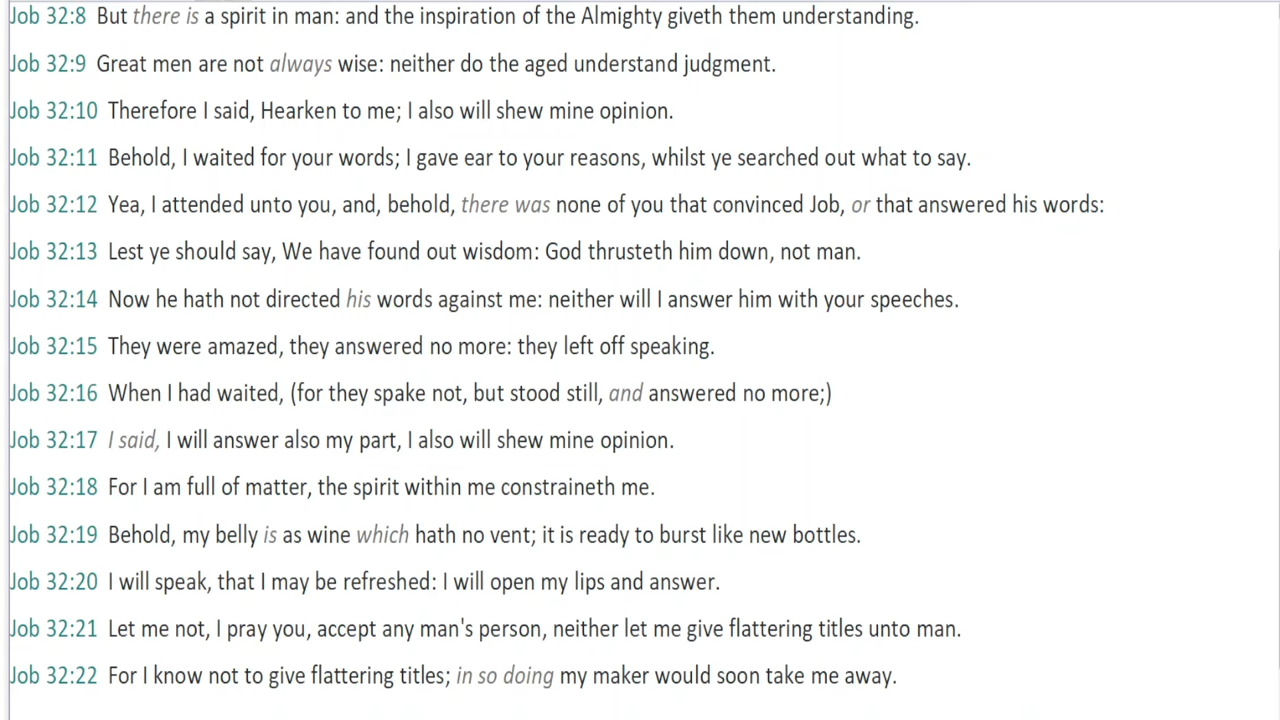 Job 32:8 But there is a spirit in man: and the inspiration of the Almighty giveth them understanding.
Job 32:9 Great men are not always wise: neither do the aged understand judgment.
Job 32:10 Therefore I said, Hearken to me; I also will shew mine opinion.
Job 32:11 Behold, I waited for your words; I gave ear to your reasons, whilst ye searched out what to say.
Job 32:12 Yea, I attended unto you, and, behold, there was none of you that convinced Job, or that answered his words:
Job 32:13 Lest ye should say, We have found out wisdom: God thrusteth him down, not man.
Job 32:14 Now he hath not directed his words against me: neither will I answer him with your speeches.
Job 32:15 They were amazed, they answered no more: they left off speaking.
Job 32:16 When I had waited, (for they spake not, but stood still, and answered no more;)
Job 32:17 I said, I will answer also my part, I also will shew mine opinion.
Job 32:18 For I am full of matter, the spirit within me constraineth me.
Job 32:19 Behold, my belly is as wine which hath no vent; it is ready to burst like new bottles.
Job 32:20 I will speak, that I may be refreshed: I will open my lips and answer.
Job 32:21 Let me not, I pray you, accept any man's person, neither let me give flattering titles unto man.
Job 32:22 For I know not to give flattering titles; in so doing my maker would soon take me away.